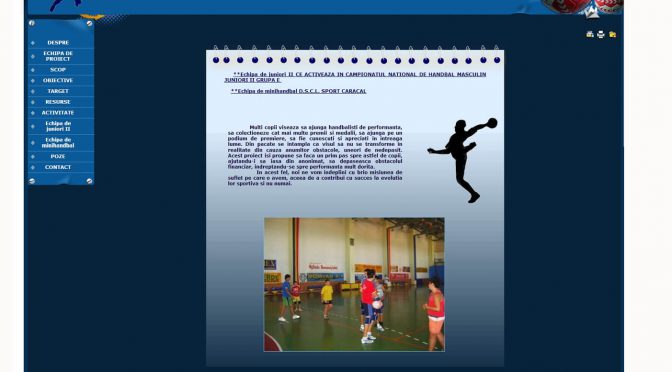 DESPRE
ECHIPA DE
PROIECT
SCOP
OBIECTIVE
TARGET
RESURSE
ACTIVITATE
Echipa de
juniori II
Echipa de
minihandbal
POZE
CONTACT
**Echipa de juniori II CE ACTIVEAZA IN CAMPIONATUL NATIONAL DE HANDBAL MASCULIN
JUNIORI II GRUPA E
**Echipa de minihandbal D.S.C.L. SPORT CARACAL
Multi copii viseaza sa ajunga handbalisti de performanta,
sa colectioneze cat mai multe premii si medalii, sa ajunga pe un
podium de premiere, sa fie cunoscuti si apreciati in intreaga
lume. Din pacate se intampla ca visul sa nu se transforme in
realitate din cauza anumitor obstacole, uneori de nedepasit.
Acest proiect isi propune sa faca un prim pas spre astfel de copii,
ajutandu-i sa iasa din anonimat, sa depaseasca obstacolul
financiar, indreptandu-se spre performanta mult dorita.
In acest fel, noi ne vom indeplini cu brio misiunea de
suflet pe care o avem, aceea de a contribui cu succes la evolutia
lor sportiva si nu numai.